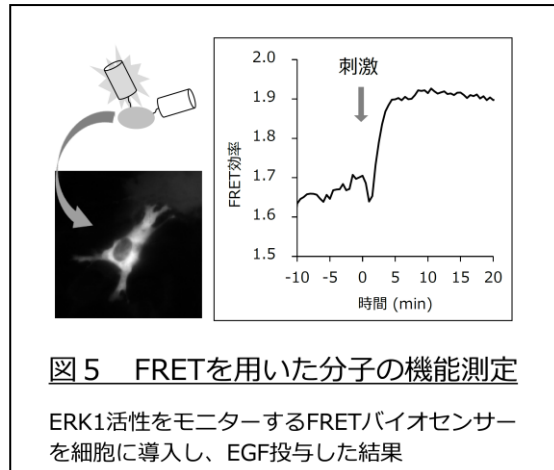 刺激
FRET効率
2.0
1.9
1.8
1.7
1.6
1.5
-10 -5 0 5 10 15 20
時間 (min)
図５　FRETを用いた分子の機能測定
ERK1活性をモニターするFRETバイオセンサー
を細胞に導入し、EGF投与した結果